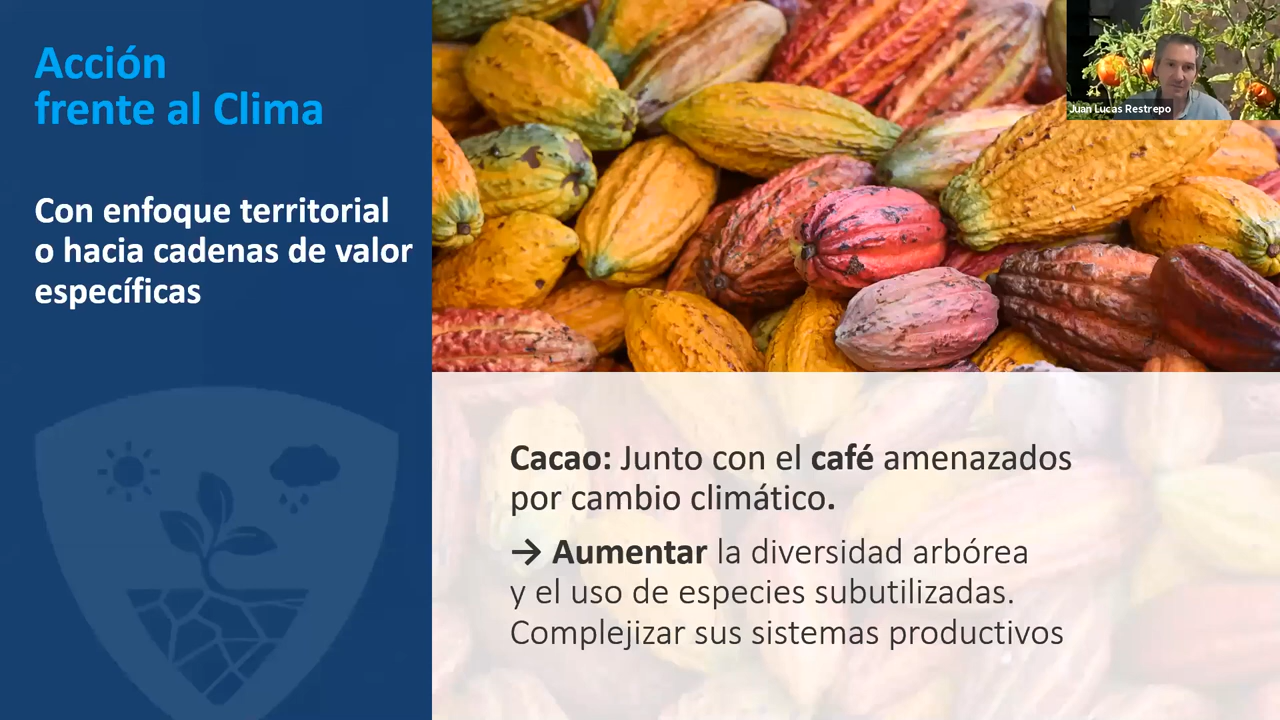 Acción
frente al Clima
Con enfoque territorial
o hacia cadenas de valor
específicas
Juan Lucas Restrepo
Cacao: Junto con el café amenazados
por cambio climático.
→ Aumentar la diversidad arbórea
y el uso de especies subutilizadas.
Complejizar sus sistemas productivos